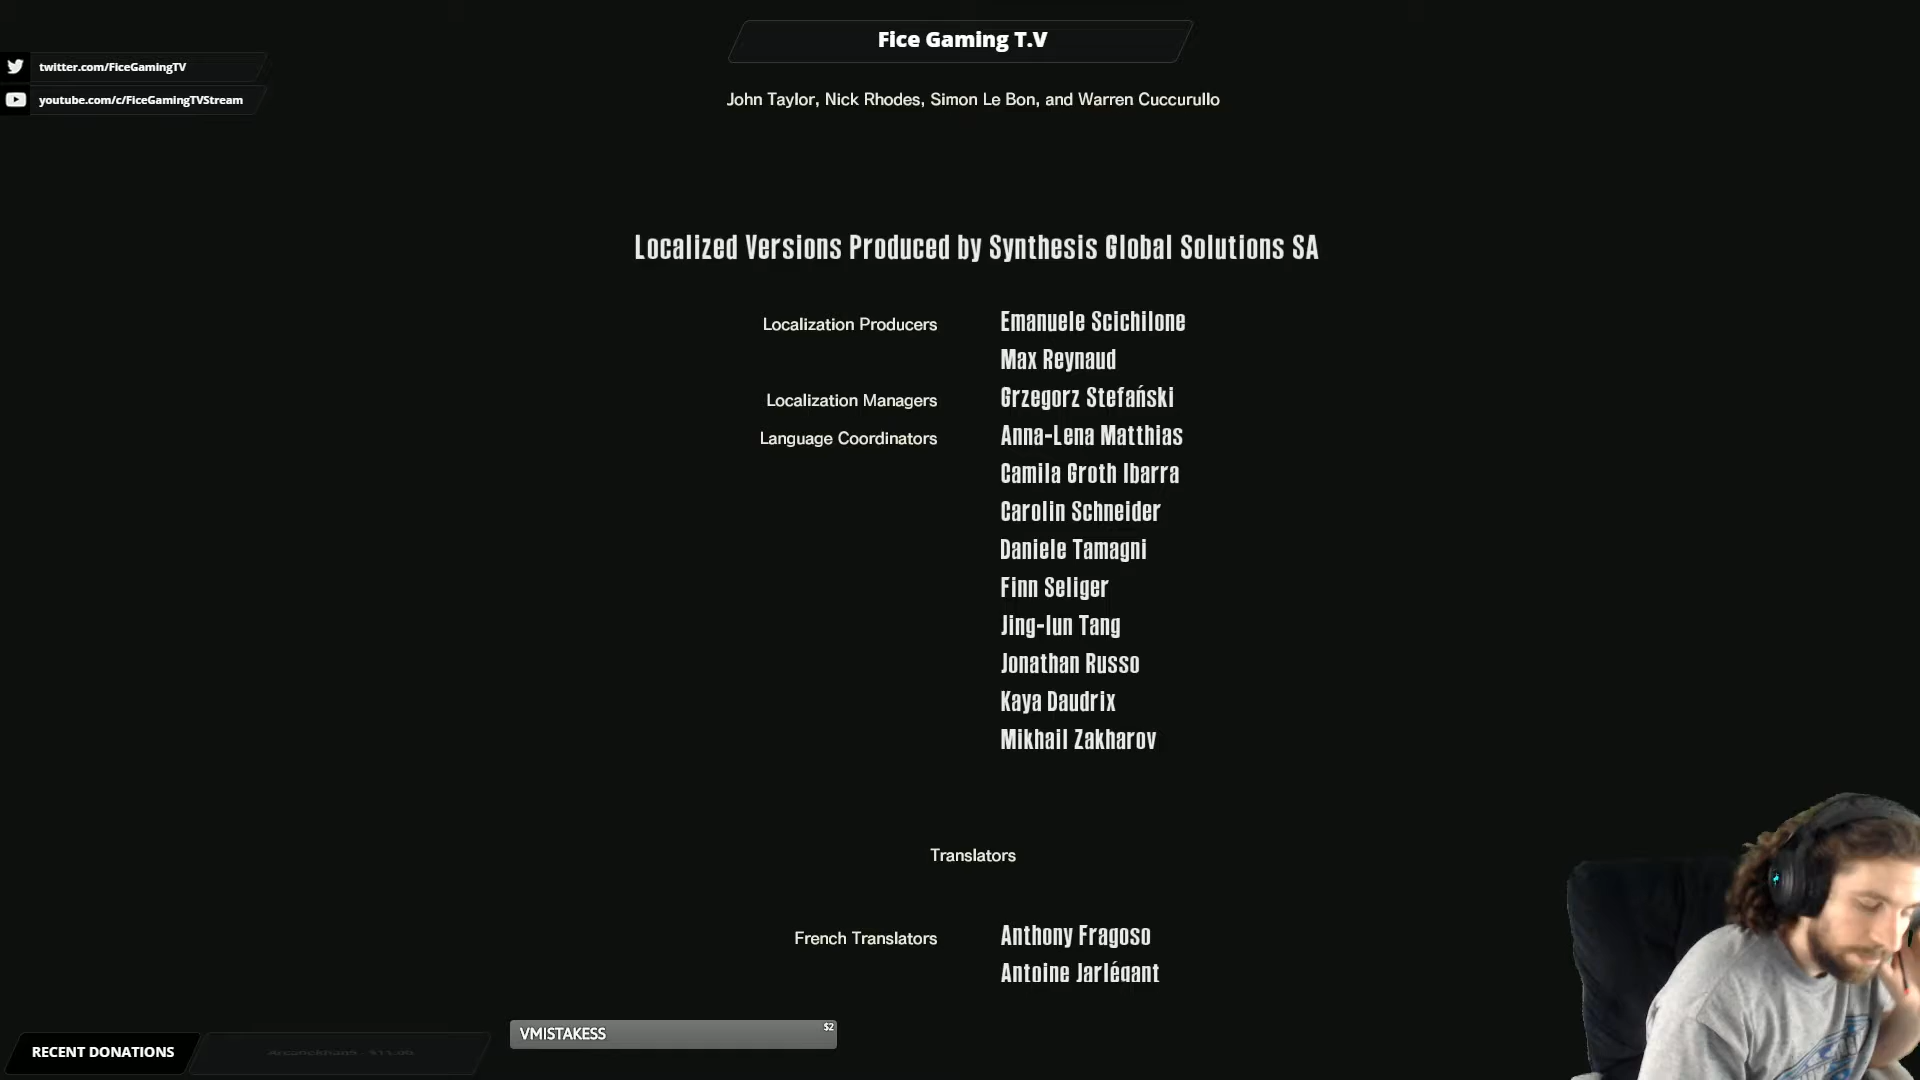 Fice Gaming T.V
twitter.com/FiceGamingTV
youtube.com/c/FiceGamingTVStream
John Taylor, Nick Rhodes, Simon Le Bon, and Warren Cuccurullo
Localized Versions Produced by Synthesis Global Solutions SA
Localization Producers Emanuele Scichilone
Max Reynaud
Localization Managers Grzegorz Stefański
Language Coordinators Anna-Lena Matthias
Camila Groth Ibarra
Carolin Schneider
Daniele Tamagni
Finn Seliger
Jing-lun Tang
Jonathan Russo
Kaya Daudrix
Mikhail Zakharov
Translators
French Translators Anthony Fragoso
Antoine Jarlégant
VMISTAKESS $2
RECENT DONATIONS